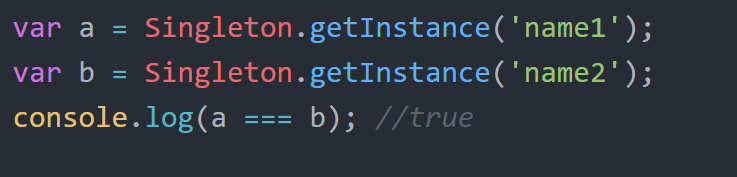 var a = Singleton.getInstance('name1');
var b = Singleton.getInstance('name2');
console.log(a === b); //true